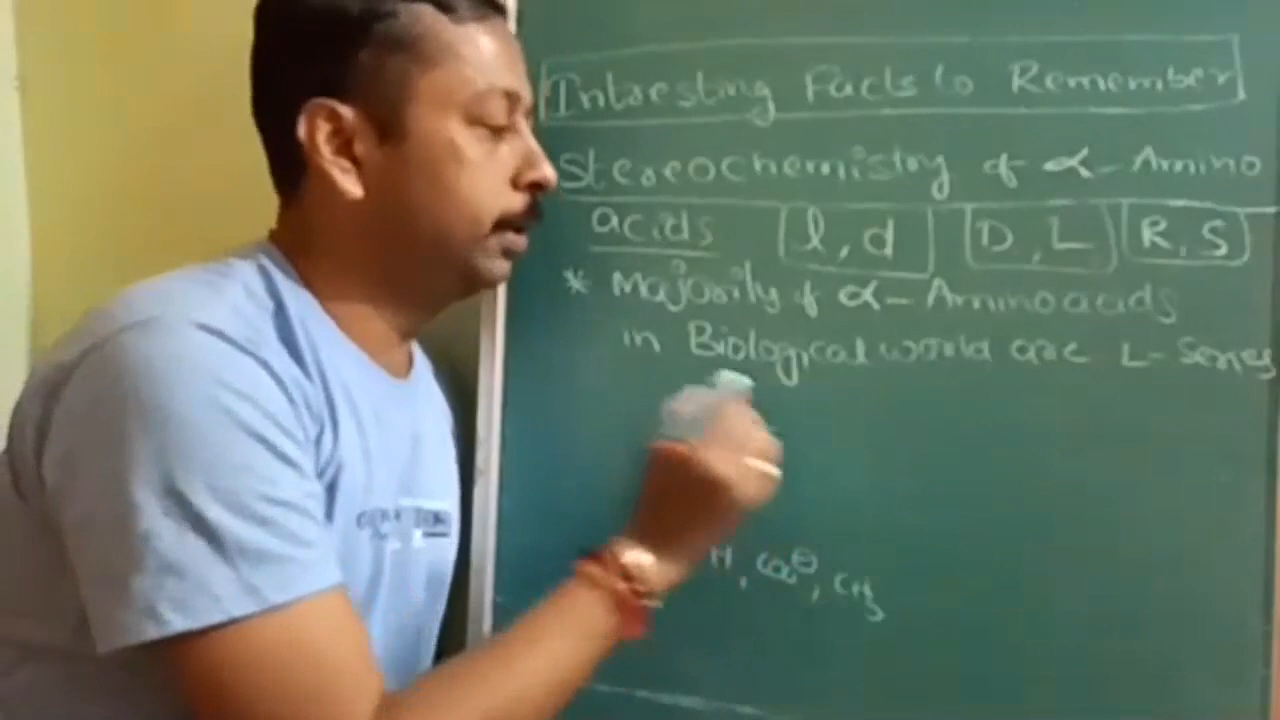 Interesting Facts to Remember
Stereochemistry of α-Amino
acids l, d D, L R, S
* Majority of α-Aminoacids
in Biological world are L-Series
H, COO⊖, CH3